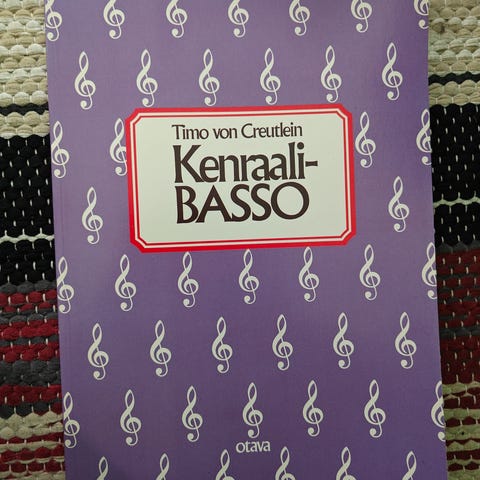 Timo von Creutlein
Kenraali-
BASSO
otava